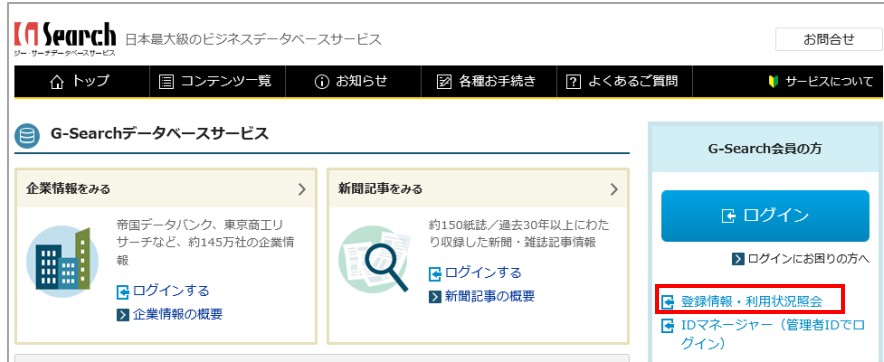 G Search 日本最大級のビジネスデータベースサービス
ジー・サーチデータベースサービス
お問合せ
トップ コンテンツ一覧 お知らせ 各種お手続き よくあるご質問 サービスについて
G-Searchデータベースサービス
企業情報をみる
帝国データバンク、東京商工リ
サーチなど、約145万社の企業情
報
ログインする
企業情報の概要
新聞記事をみる
約150紙誌／過去30年以上にわた
り収録した新聞・雑誌記事情報
ログインする
新聞記事の概要
G-Search会員の方
ログイン
ログインにお困りの方へ
登録情報・利用状況照会
IDマネージャー（管理者IDでロ
グイン）